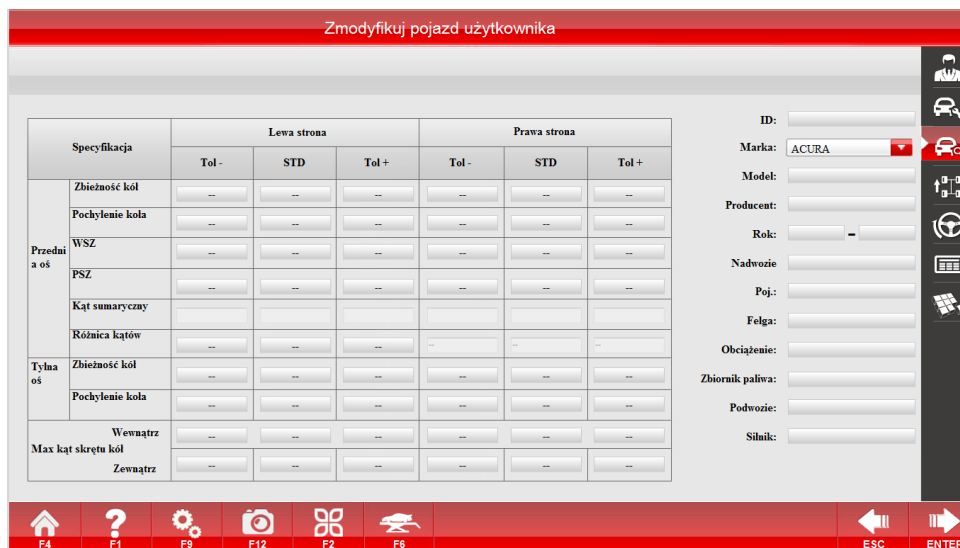 Zmodyfikuj pojazd użytkownika
Specyfikacja Lewa strona Prawa strona
Tol - STD Tol + Tol - STD Tol +
Przedni
a oś
Zbieżność kół -- -- -- -- -- --
Pochylenie koła -- -- -- -- -- --
WSZ -- -- -- -- -- --
PSZ -- -- -- -- -- --
Kąt sumaryczny
Różnica kątów -- -- -- -- -- --
Tylna
oś
Zbieżność kół -- -- -- -- -- --
Pochylenie koła -- -- -- -- -- --
Max kąt skrętu kół
Wewnątrz -- -- -- -- -- --
Zewnątrz -- -- -- -- -- --
ID:
Marka: ACURA
Model:
Producent:
Rok: –
Nadwozie
Poj.:
Felga:
Obciążenie:
Zbiornik paliwa:
Podwozie:
Silnik:
F4 F1 F9 F12 F2 F6 ESC ENTER